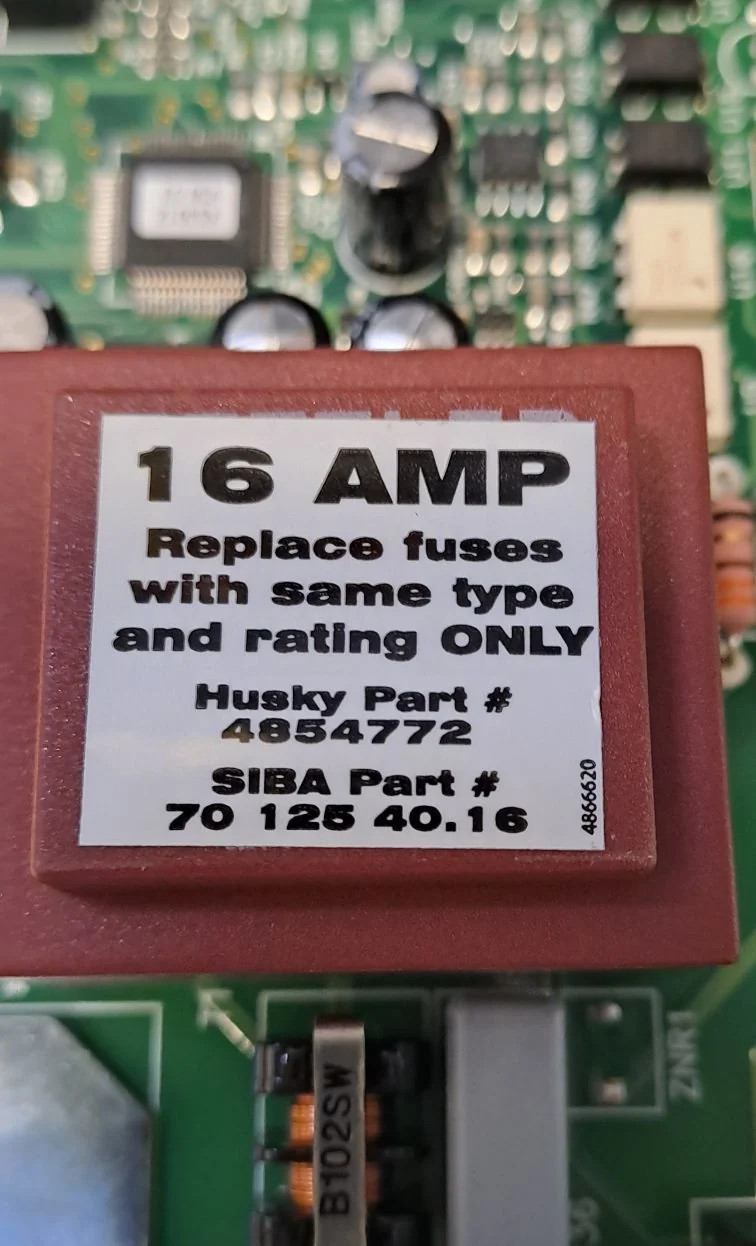 16 AMP
Replace fuses
with same type
and rating ONLY
Husky Part #
4854772
SIBA Part #
70 125 40.16
4866620
ZNR1
B102SW